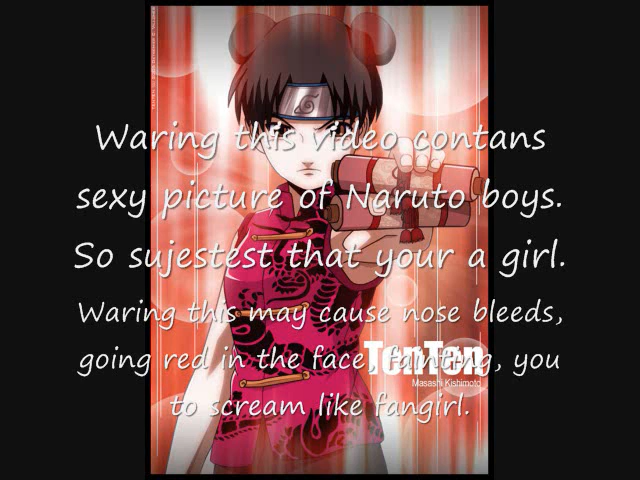 Waring this video contans
sexy picture of Naruto boys.
So sujestest that your a girl.
Waring this may cause nose bleeds,
going red in the face, fainting, you
to scream like fangirl.
TenTen
Masashi Kishimoto